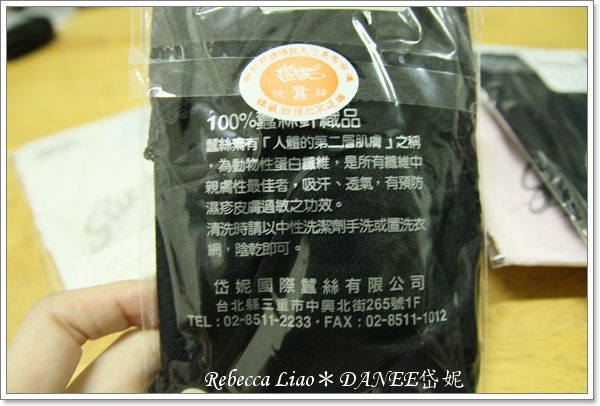 純蠶絲
100%蠶絲針織品
蠶絲素有「人體的第二層肌膚」之稱
，為動物性蛋白纖維，是所有纖維中
親膚性最佳者，吸汗、透氣，有預防
濕疹皮膚過敏之功效。
清洗時請以中性洗潔劑手洗或置洗衣
網，陰乾即可。
岱妮國際蠶絲有限公司
台北縣三重市中興北街265號1F
TEL：02-8511-2233・FAX：02-8511-1012
Rebecca Liao＊DANEE岱妮